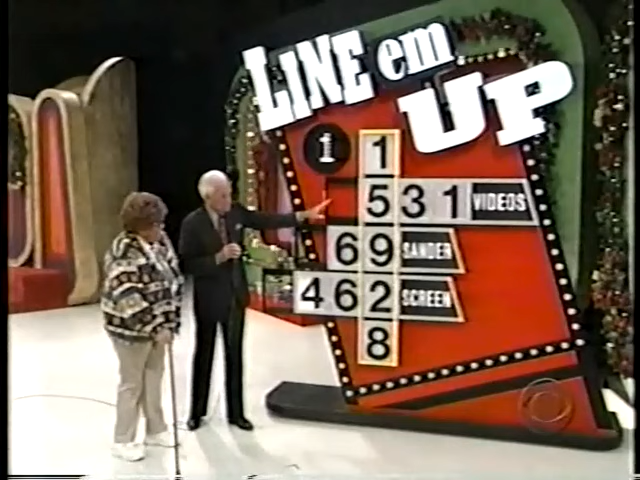 LINE em
UP
1 1
5 3 1 VIDEOS
6 9 SANDER
4 6 2 SCREEN
8